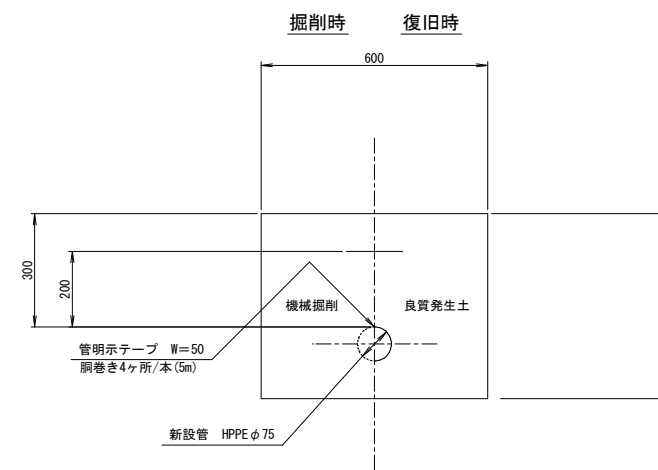 掘削時 復旧時
600
300
200
機械掘削 良質発生土
管明示テープ W=50
胴巻き4ヶ所/本(5m)
新設管 HPPEφ75